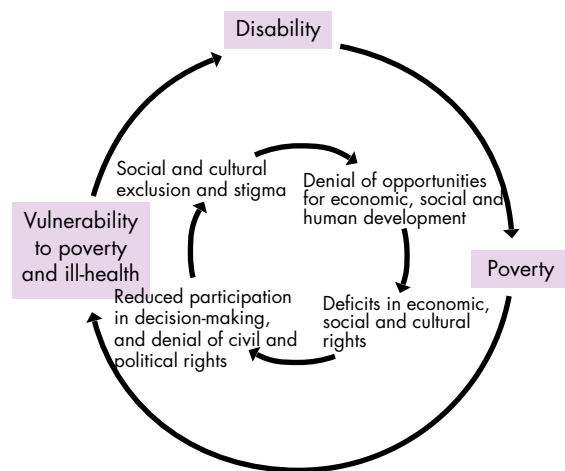 Disability
Social and cultural
exclusion and stigma
Denial of opportunities
for economic, social and
human development
Vulnerability
to poverty
and ill-health
Poverty
Reduced participation
in decision-making,
and denial of civil and
political rights
Deficits in economic,
social and cultural
rights